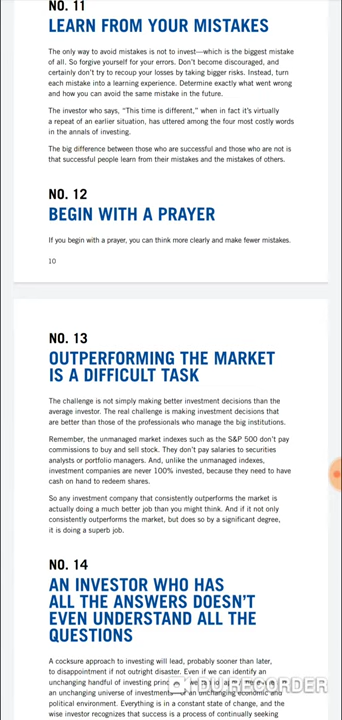 NO. 11
LEARN FROM YOUR MISTAKES
The only way to avoid mistakes is not to invest—which is the biggest mistake
of all. So forgive yourself for your errors. Don't become discouraged, and
certainly don't try to recoup your losses by taking bigger risks. Instead, turn
each mistake into a learning experience. Determine exactly what went wrong
and how you can avoid the same mistake in the future.
The investor who says, “This time is different,” when in fact it's virtually
a repeat of an earlier situation, has uttered among the four most costly words
in the annals of investing.
The big difference between those who are successful and those who are not is
that successful people learn from their mistakes and the mistakes of others.
NO. 12
BEGIN WITH A PRAYER
If you begin with a prayer, you can think more clearly and make fewer mistakes.
10
NO. 13
OUTPERFORMING THE MARKET
IS A DIFFICULT TASK
The challenge is not simply making better investment decisions than the
average investor. The real challenge is making investment decisions that
are better than those of the professionals who manage the big institutions.
Remember, the unmanaged market indexes such as the S&P 500 don't pay
commissions to buy and sell stock. They don't pay salaries to securities
analysts or portfolio managers. And, unlike the unmanaged indexes,
investment companies are never 100% invested, because they need to have
cash on hand to redeem shares.
So any investment company that consistently outperforms the market is
actually doing a much better job than you might think. And if it not only
consistently outperforms the market, but does so by a significant degree,
it is doing a superb job.
NO. 14
AN INVESTOR WHO HAS
ALL THE ANSWERS DOESN'T
EVEN UNDERSTAND ALL THE
QUESTIONS
A cocksure approach to investing will lead, probably sooner than later,
to disappointment if not outright disaster. Even if we can identify an
unchanging handful of investing
an unchanging universe of investments an unchanging economic and
political environment. Everything is in a constant state of change, and the
wise investor recognizes that success is a process of continually seeking
DU RECORDER